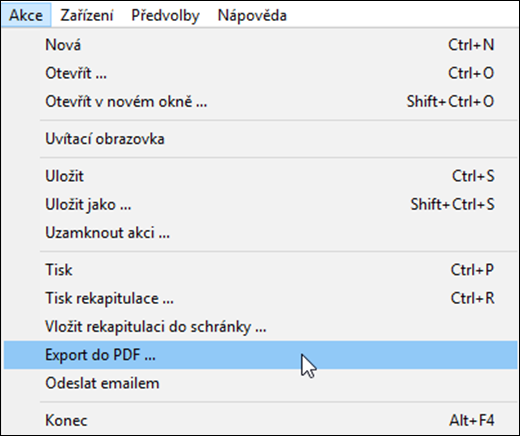 Akce Zařízení Předvolby Nápověda
Nová Ctrl+N
Otevřít ... Ctrl+O
Otevřít v novém okně ... Shift+Ctrl+O
Uvítací obrazovka
Uložit Ctrl+S
Uložit jako ... Shift+Ctrl+S
Uzamknout akci ...
Tisk Ctrl+P
Tisk rekapitulace ... Ctrl+R
Vložit rekapitulaci do schránky ...
Export do PDF ...
Odeslat emailem
Konec Alt+F4